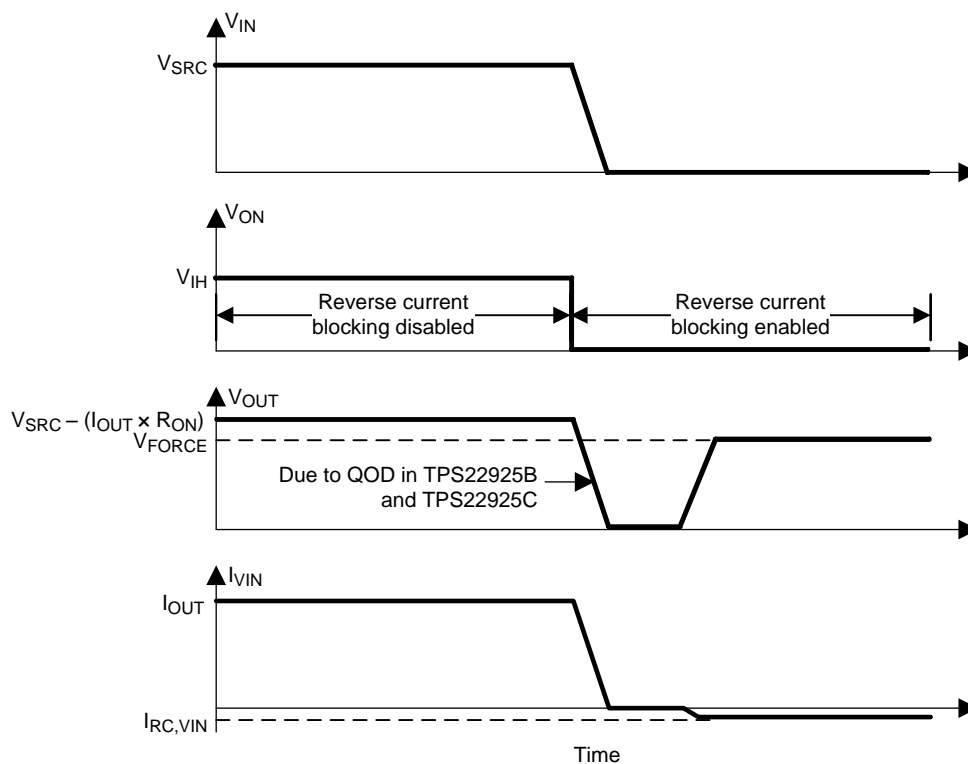 VIN
VSRC
VON
VIH
Reverse current
blocking disabled
Reverse current
blocking enabled
VOUT
VSRC – (IOUT × RON)
VFORCE
Due to QOD in TPS22925B
and TPS22925C
IVIN
IOUT
IRC,VIN
Time